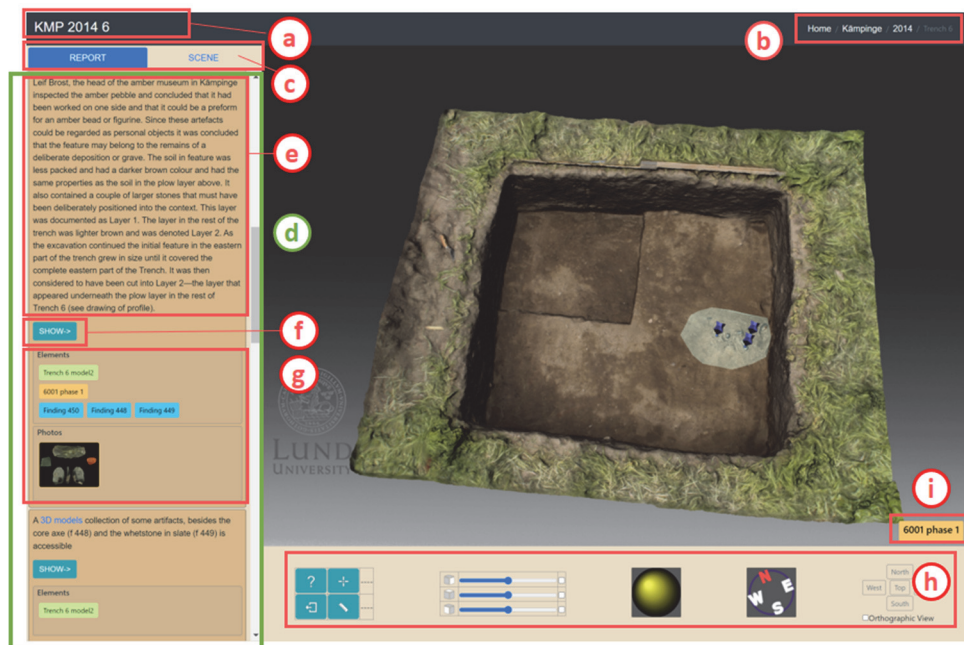 KMP 2014 6
a
b
Home / Kämpinge / 2014 / Trench 6
REPORT
SCENE
c
Leif Brost, the head of the amber museum in Kämpinge
inspected the amber pebble and concluded that it had
been worked on one side and that it could be a preform
for an amber bead or figurine. Since these artefacts
could be regarded as personal objects it was concluded
that the feature may belong to the remains of a
deliberate deposition or grave. The soil in feature was
less packed and had a darker brown colour and had the
same properties as the soil in the plow layer above. It
also contained a couple of larger stones that must have
been deliberately positioned into the context. This layer
was documented as Layer 1. The layer in the rest of the
trench was lighter brown and was denoted Layer 2. As
the excavation continued the initial feature in the eastern
part of the trench grew in size until it covered the
complete eastern part of the Trench. It was then
considered to have been cut into Layer 2—the layer that
appeared underneath the plow layer in the rest of
Trench 6 (see drawing of profile).
e
d
SHOW->
f
Elements
Trench 6 model2
6001 phase 1
Finding 450
Finding 448
Finding 449
g
Photos
LUND
UNIVERSITY
A 3D models collection of some artifacts, besides the
core axe (f 448) and the whetstone in slate (f 449) is
accessible
SHOW->
Elements
Trench 6 model2
i
6001 phase 1
h
?
N
E
S
W
North
West
Top
South
Orthographic View